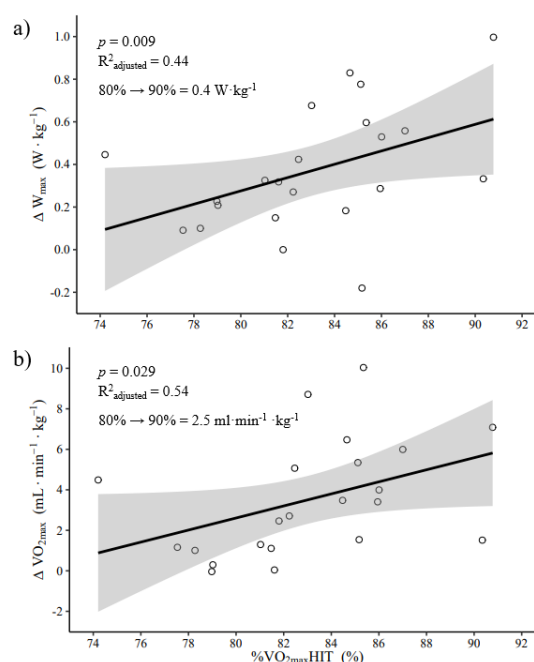 a)
p = 0.009
R²adjusted = 0.44
80% → 90% = 0.4 W·kg⁻¹
Δ Wmax (W · kg⁻¹)
1.0
0.8
0.6
0.4
0.2
0.0
-0.2
74 76 78 80 82 84 86 88 90 92
b)
p = 0.029
R²adjusted = 0.54
80% → 90% = 2.5 ml·min⁻¹ ·kg⁻¹
Δ VO2max (mL · min⁻¹ · kg⁻¹)
10
8
6
4
2
0
-2
74 76 78 80 82 84 86 88 90 92
%VO2maxHIT (%)